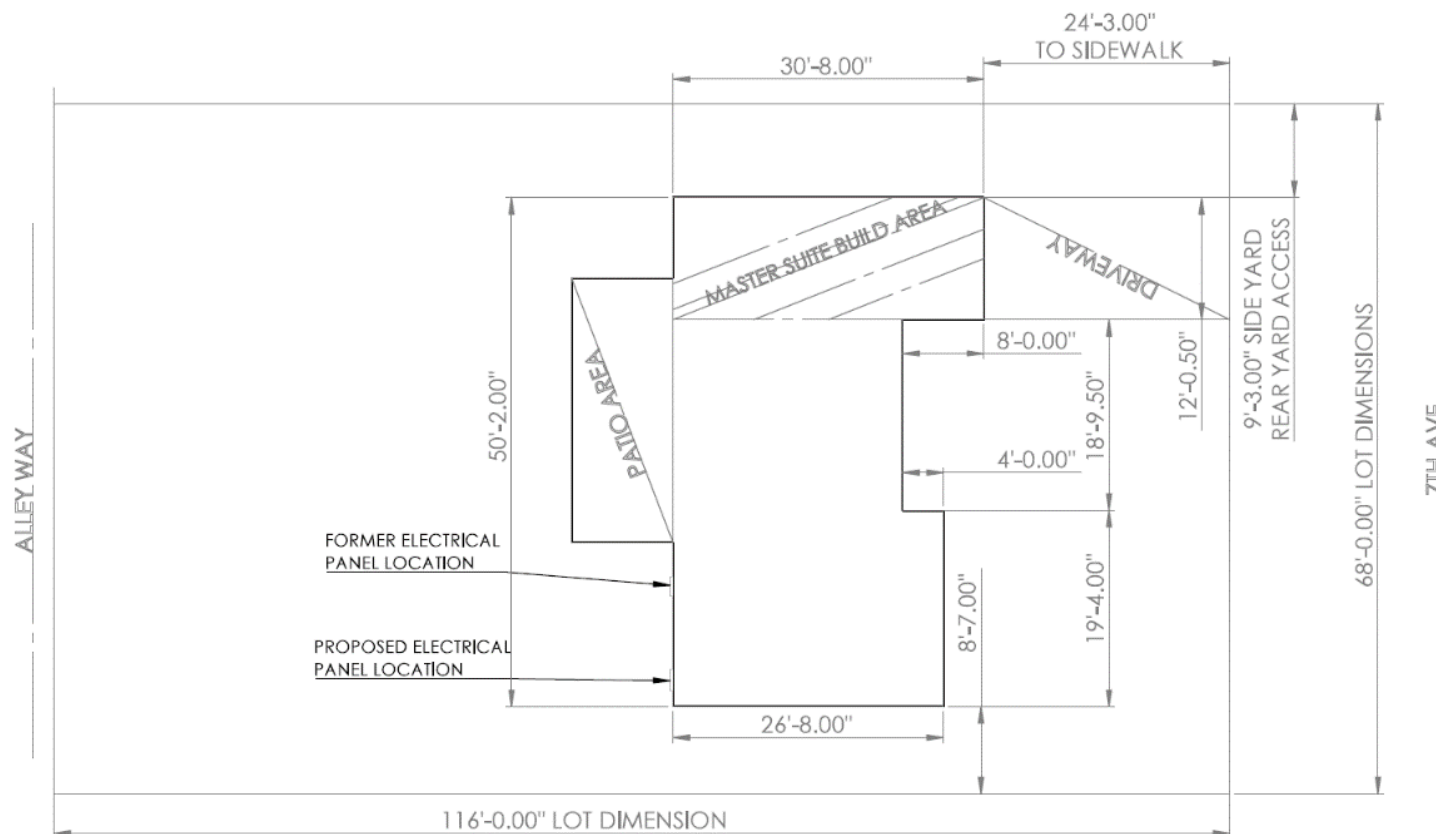 24'-3.00"
TO SIDEWALK
30'-8.00"
MASTER SUITE BUILD AREA
DRIVEWAY
9'-3.00" SIDE YARD
REAR YARD ACCESS
12'-0.50"
8'-0.00"
18'-9.50"
4'-0.00"
68'-0.00" LOT DIMENSIONS
7TH AVE
50'-2.00"
PATIO AREA
ALLEY WAY
FORMER ELECTRICAL
PANEL LOCATION
PROPOSED ELECTRICAL
PANEL LOCATION
8'-7.00"
19'-4.00"
26'-8.00"
116'-0.00" LOT DIMENSION